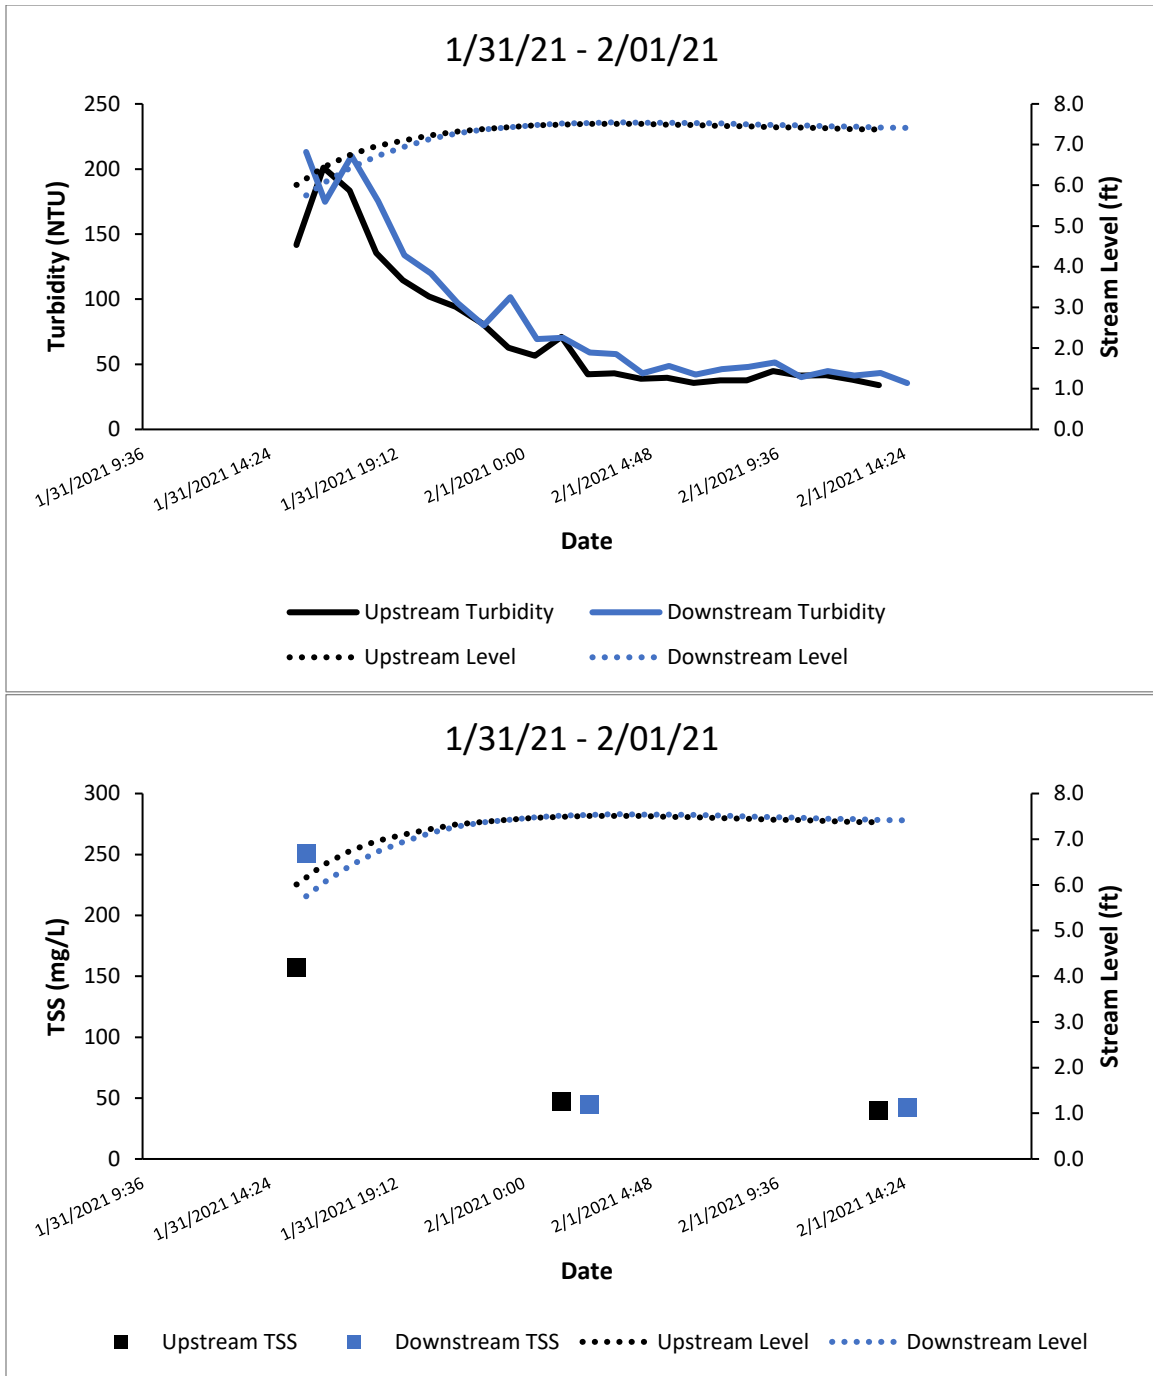 1/31/21 - 2/01/21
250
200
150
100
50
0
Turbidity (NTU)
8.0
7.0
6.0
5.0
4.0
3.0
2.0
1.0
0.0
Stream Level (ft)
1/31/2021 9:36
1/31/2021 14:24
1/31/2021 19:12
2/1/2021 0:00
2/1/2021 4:48
2/1/2021 9:36
2/1/2021 14:24
Date
Upstream Turbidity
Downstream Turbidity
Upstream Level
Downstream Level
1/31/21 - 2/01/21
300
250
200
150
100
50
0
TSS (mg/L)
8.0
7.0
6.0
5.0
4.0
3.0
2.0
1.0
0.0
Stream Level (ft)
1/31/2021 9:36
1/31/2021 14:24
1/31/2021 19:12
2/1/2021 0:00
2/1/2021 4:48
2/1/2021 9:36
2/1/2021 14:24
Date
Upstream TSS
Downstream TSS
Upstream Level
Downstream Level